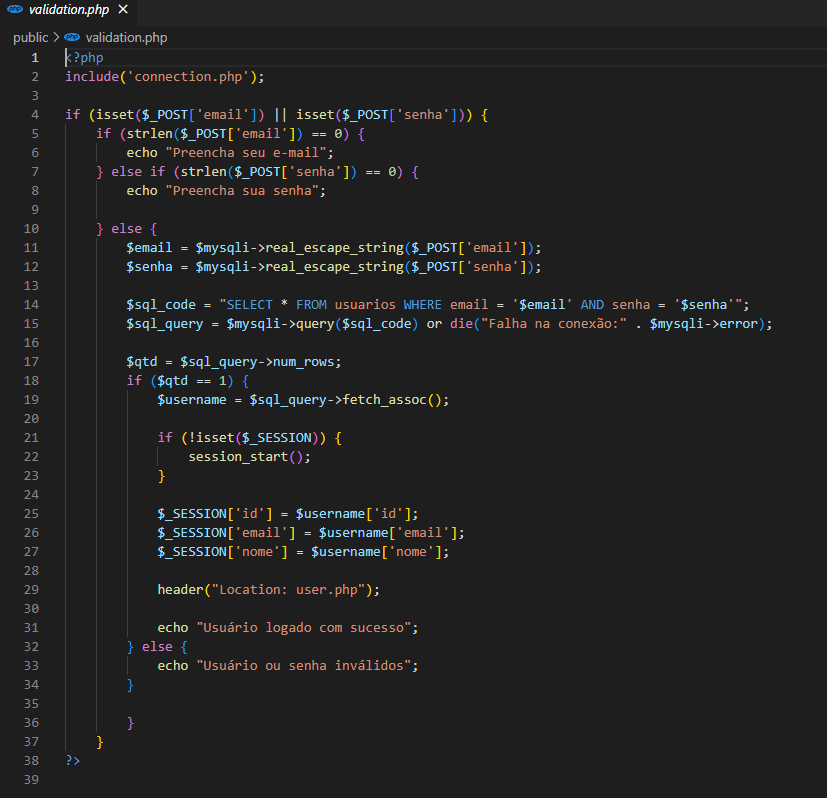 php validation.php ×
public > php validation.php
1 <?php
2 include('connection.php');
3
4 if (isset($_POST['email']) || isset($_POST['senha'])) {
5 if (strlen($_POST['email']) == 0) {
6 echo "Preencha seu e-mail";
7 } else if (strlen($_POST['senha']) == 0) {
8 echo "Preencha sua senha";
9
10 } else {
11 $email = $mysqli->real_escape_string($_POST['email']);
12 $senha = $mysqli->real_escape_string($_POST['senha']);
13
14 $sql_code = "SELECT * FROM usuarios WHERE email = '$email' AND senha = '$senha'";
15 $sql_query = $mysqli->query($sql_code) or die("Falha na conexão:" . $mysqli->error);
16
17 $qtd = $sql_query->num_rows;
18 if ($qtd == 1) {
19 $username = $sql_query->fetch_assoc();
20
21 if (!isset($_SESSION)) {
22 session_start();
23 }
24
25 $_SESSION['id'] = $username['id'];
26 $_SESSION['email'] = $username['email'];
27 $_SESSION['nome'] = $username['nome'];
28
29 header("Location: user.php");
30
31 echo "Usuário logado com sucesso";
32 } else {
33 echo "Usuário ou senha inválidos";
34 }
35
36 }
37 }
38 ?>
39